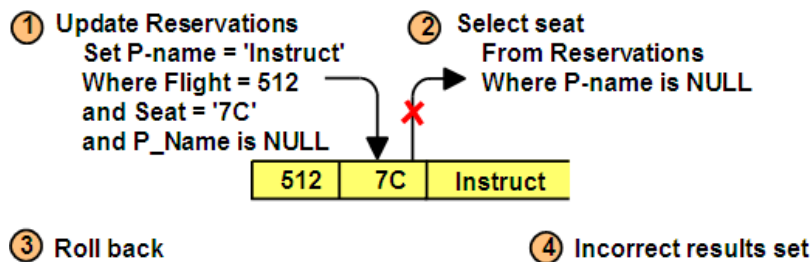 1 Update Reservations
Set P-name = 'Instruct'
Where Flight = 512
and Seat = '7C'
and P_Name is NULL
2 Select seat
From Reservations
Where P-name is NULL
512 7C Instruct
3 Roll back
4 Incorrect results set